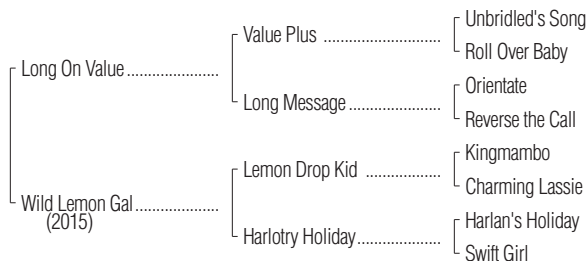 Unbridled's Song
Value Plus ........................
Roll Over Baby
Long On Value ........................
Orientate
Long Message ........................
Reverse the Call
Kingmambo
Lemon Drop Kid ........................
Charming Lassie
Wild Lemon Gal ........................
(2015)
Harlan's Holiday
Harlotry Holiday ........................
Swift Girl